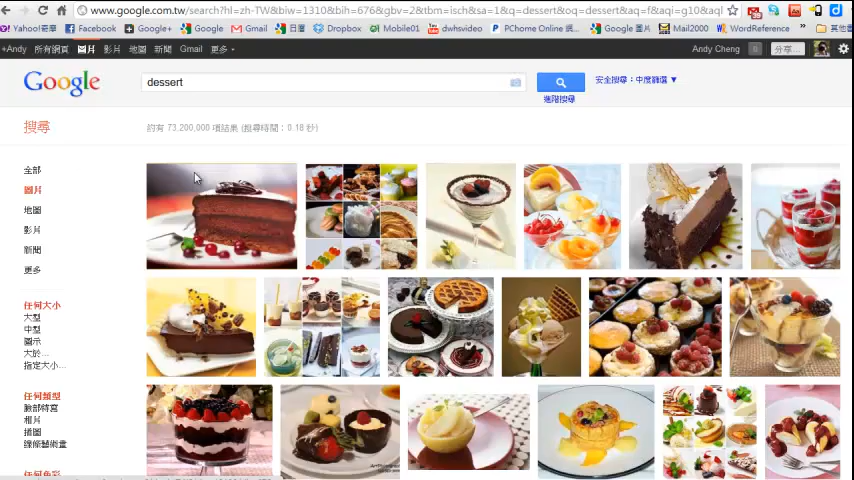 www.google.com.tw/search?hl=zh-TW&biw=1310&bih=676&gbv=2&tbm=isch&sa=1&q=dessert&oq=dessert&aq=f&aqi=g10&aql
Yahoo!奇摩 Facebook Google+ Gmail 日曆 Dropbox Mobile01 dwhsvideo PChome Online 網... Google 圖片 Mail2000 WordReference » 其他
+Andy 所有網頁 圖片 影片 地圖 新聞 Gmail 更多 Andy Cheng 0 分享...
Google dessert 安全搜尋：中度篩選 ▼
進階搜尋
搜尋 約有 73,200,000 項結果 (搜尋時間：0.18 秒)
全部
圖片
地圖
影片
新聞
更多
任何大小
大型
中型
圖示
大於...
指定大小...
任何類型
臉部特寫
相片
插圖
線條藝術畫
任何色彩